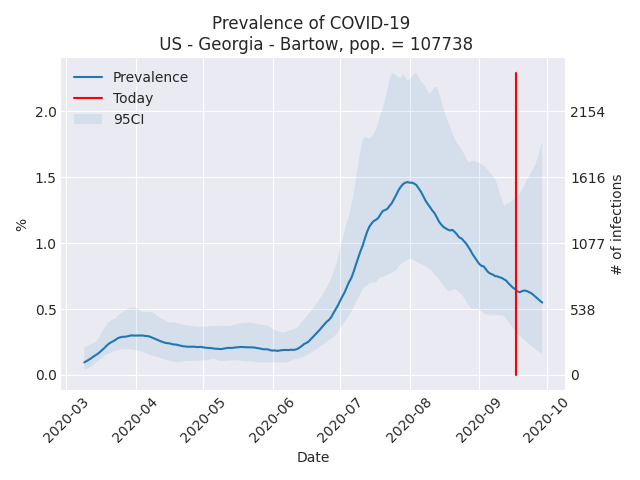 Prevalence of COVID-19
US - Georgia - Bartow, pop. = 107738
Prevalence
Today
95CI
2.0
1.5
1.0
0.5
0.0
%
2154
1616
1077
538
0
# of infections
2020-03
2020-04
2020-05
2020-06
2020-07
2020-08
2020-09
2020-10
Date